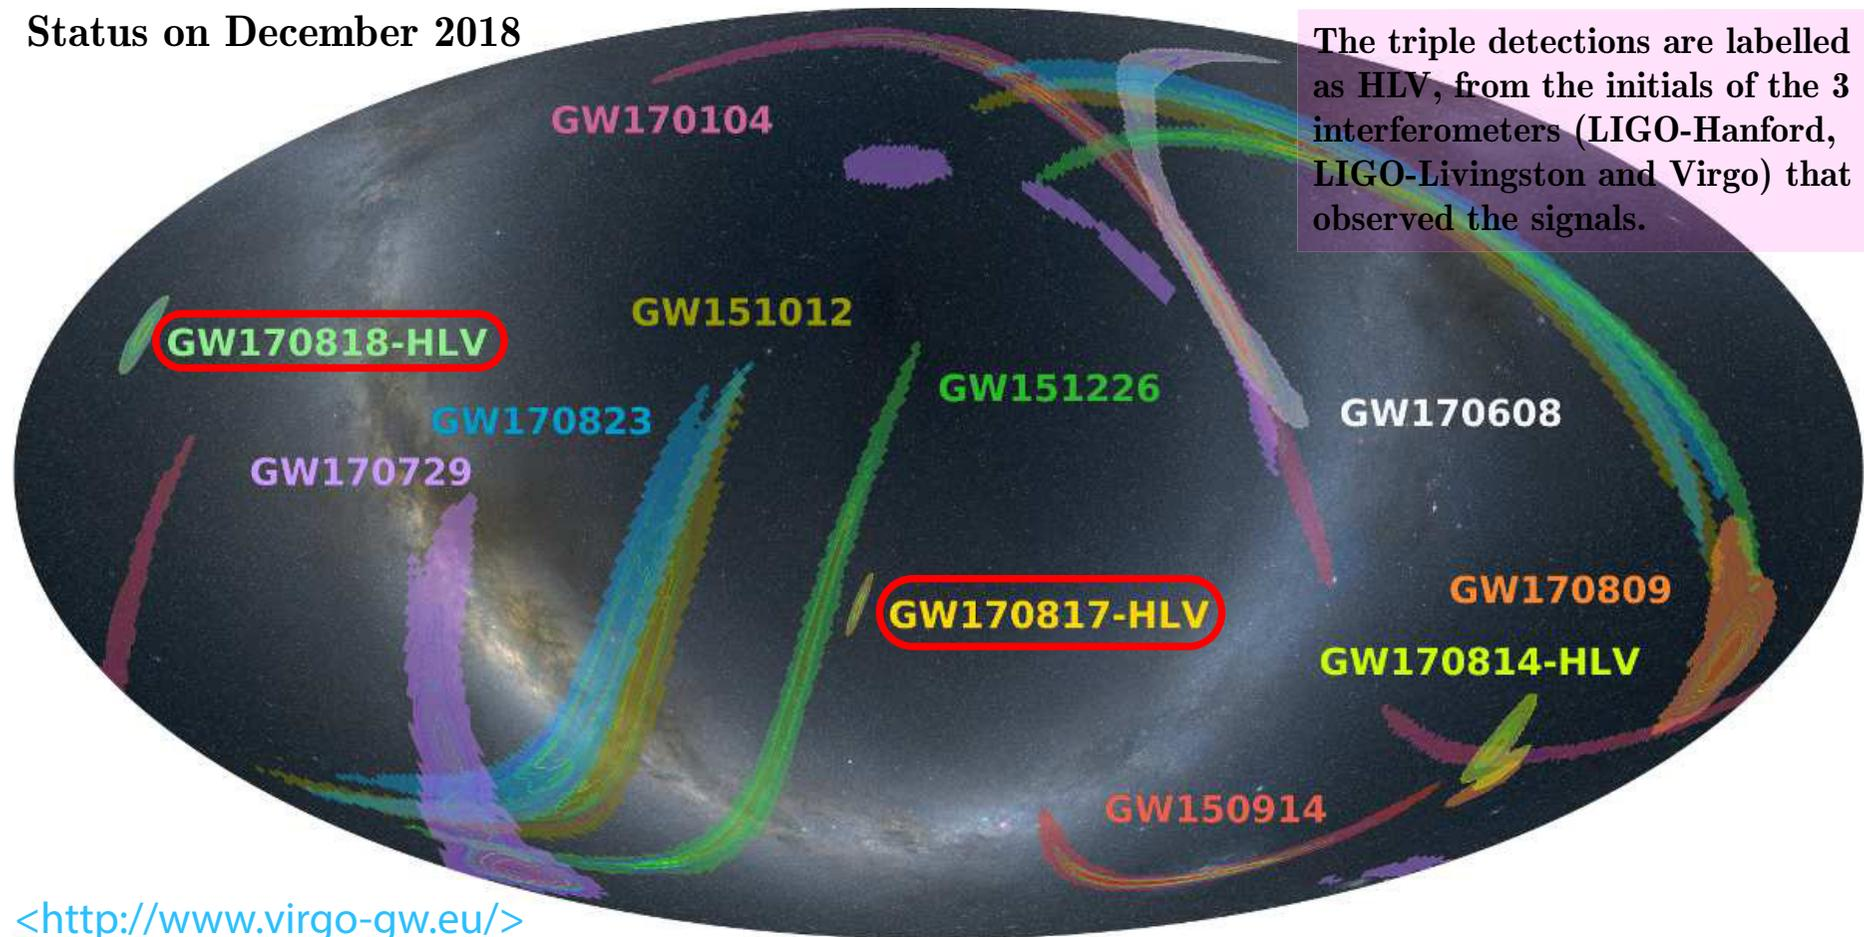 Status on December 2018
The triple detections are labelled
as HLV, from the initials of the 3
interferometers (LIGO-Hanford,
LIGO-Livingston and Virgo) that
observed the signals.
GW170104
GW170818-HLV
GW151012
GW151226
GW170823
GW170608
GW170729
GW170817-HLV
GW170809
GW170814-HLV
GW150914
<http://www.virgo-gw.eu/>